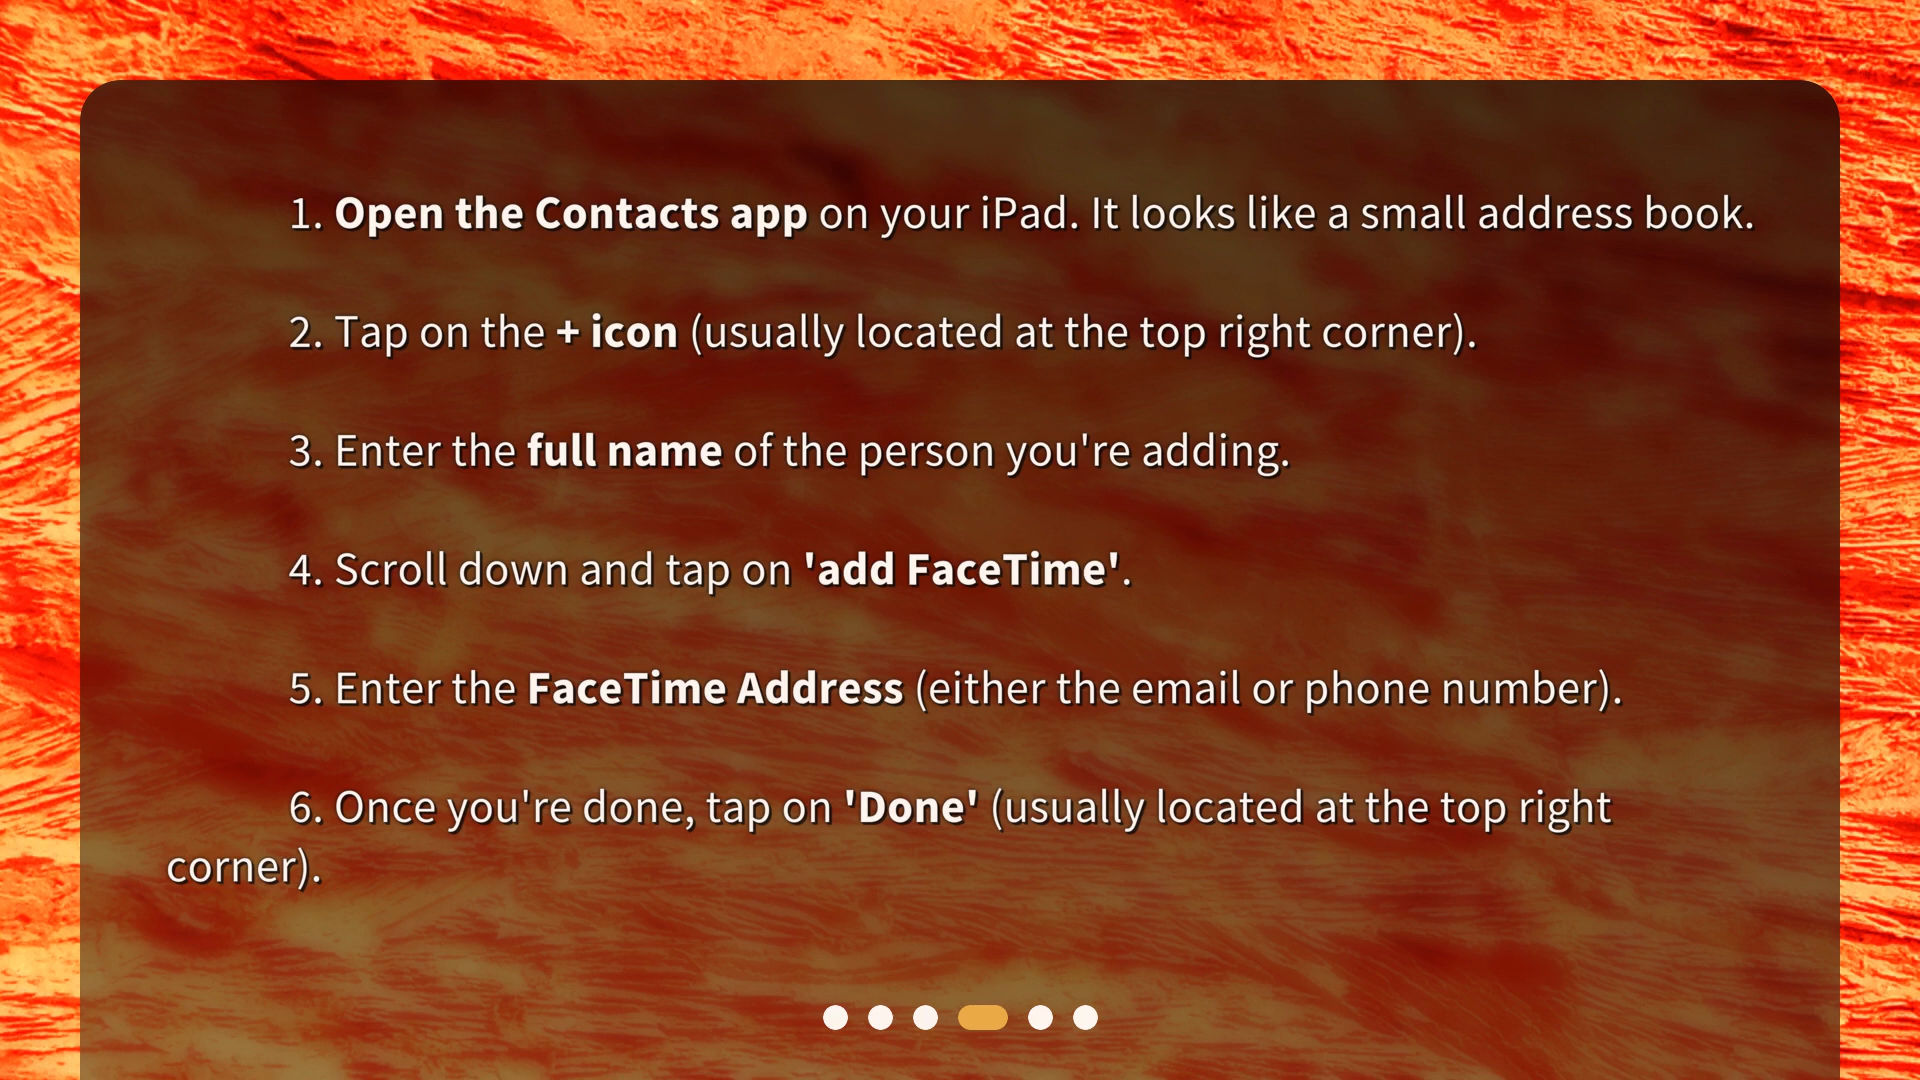 1. Open the Contacts app on your iPad. It looks like a small address book.
2. Tap on the + icon (usually located at the top right corner).
3. Enter the full name of the person you're adding.
4. Scroll down and tap on 'add FaceTime'.
5. Enter the FaceTime Address (either the email or phone number).
6. Once you're done, tap on 'Done' (usually located at the top right
corner).